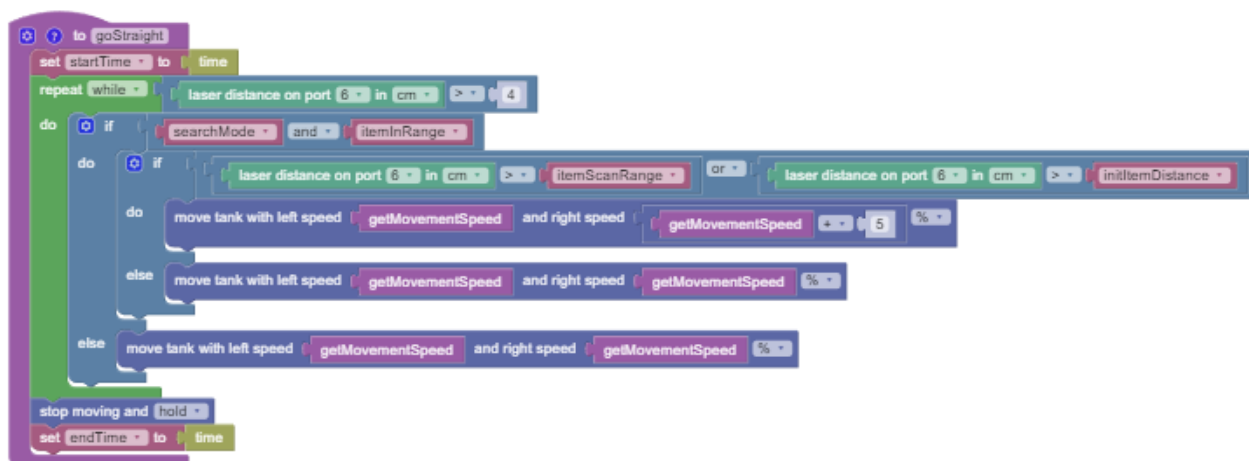 to goStraight
set startTime to time
repeat while laser distance on port 6 in cm > 4
do if searchMode and itemInRange
do if laser distance on port 6 in cm > itemScanRange or laser distance on port 6 in cm > initItemDistance
do move tank with left speed getMovementSpeed and right speed getMovementSpeed + 5 %
else move tank with left speed getMovementSpeed and right speed getMovementSpeed %
else move tank with left speed getMovementSpeed and right speed getMovementSpeed %
stop moving and hold
set endTime to time